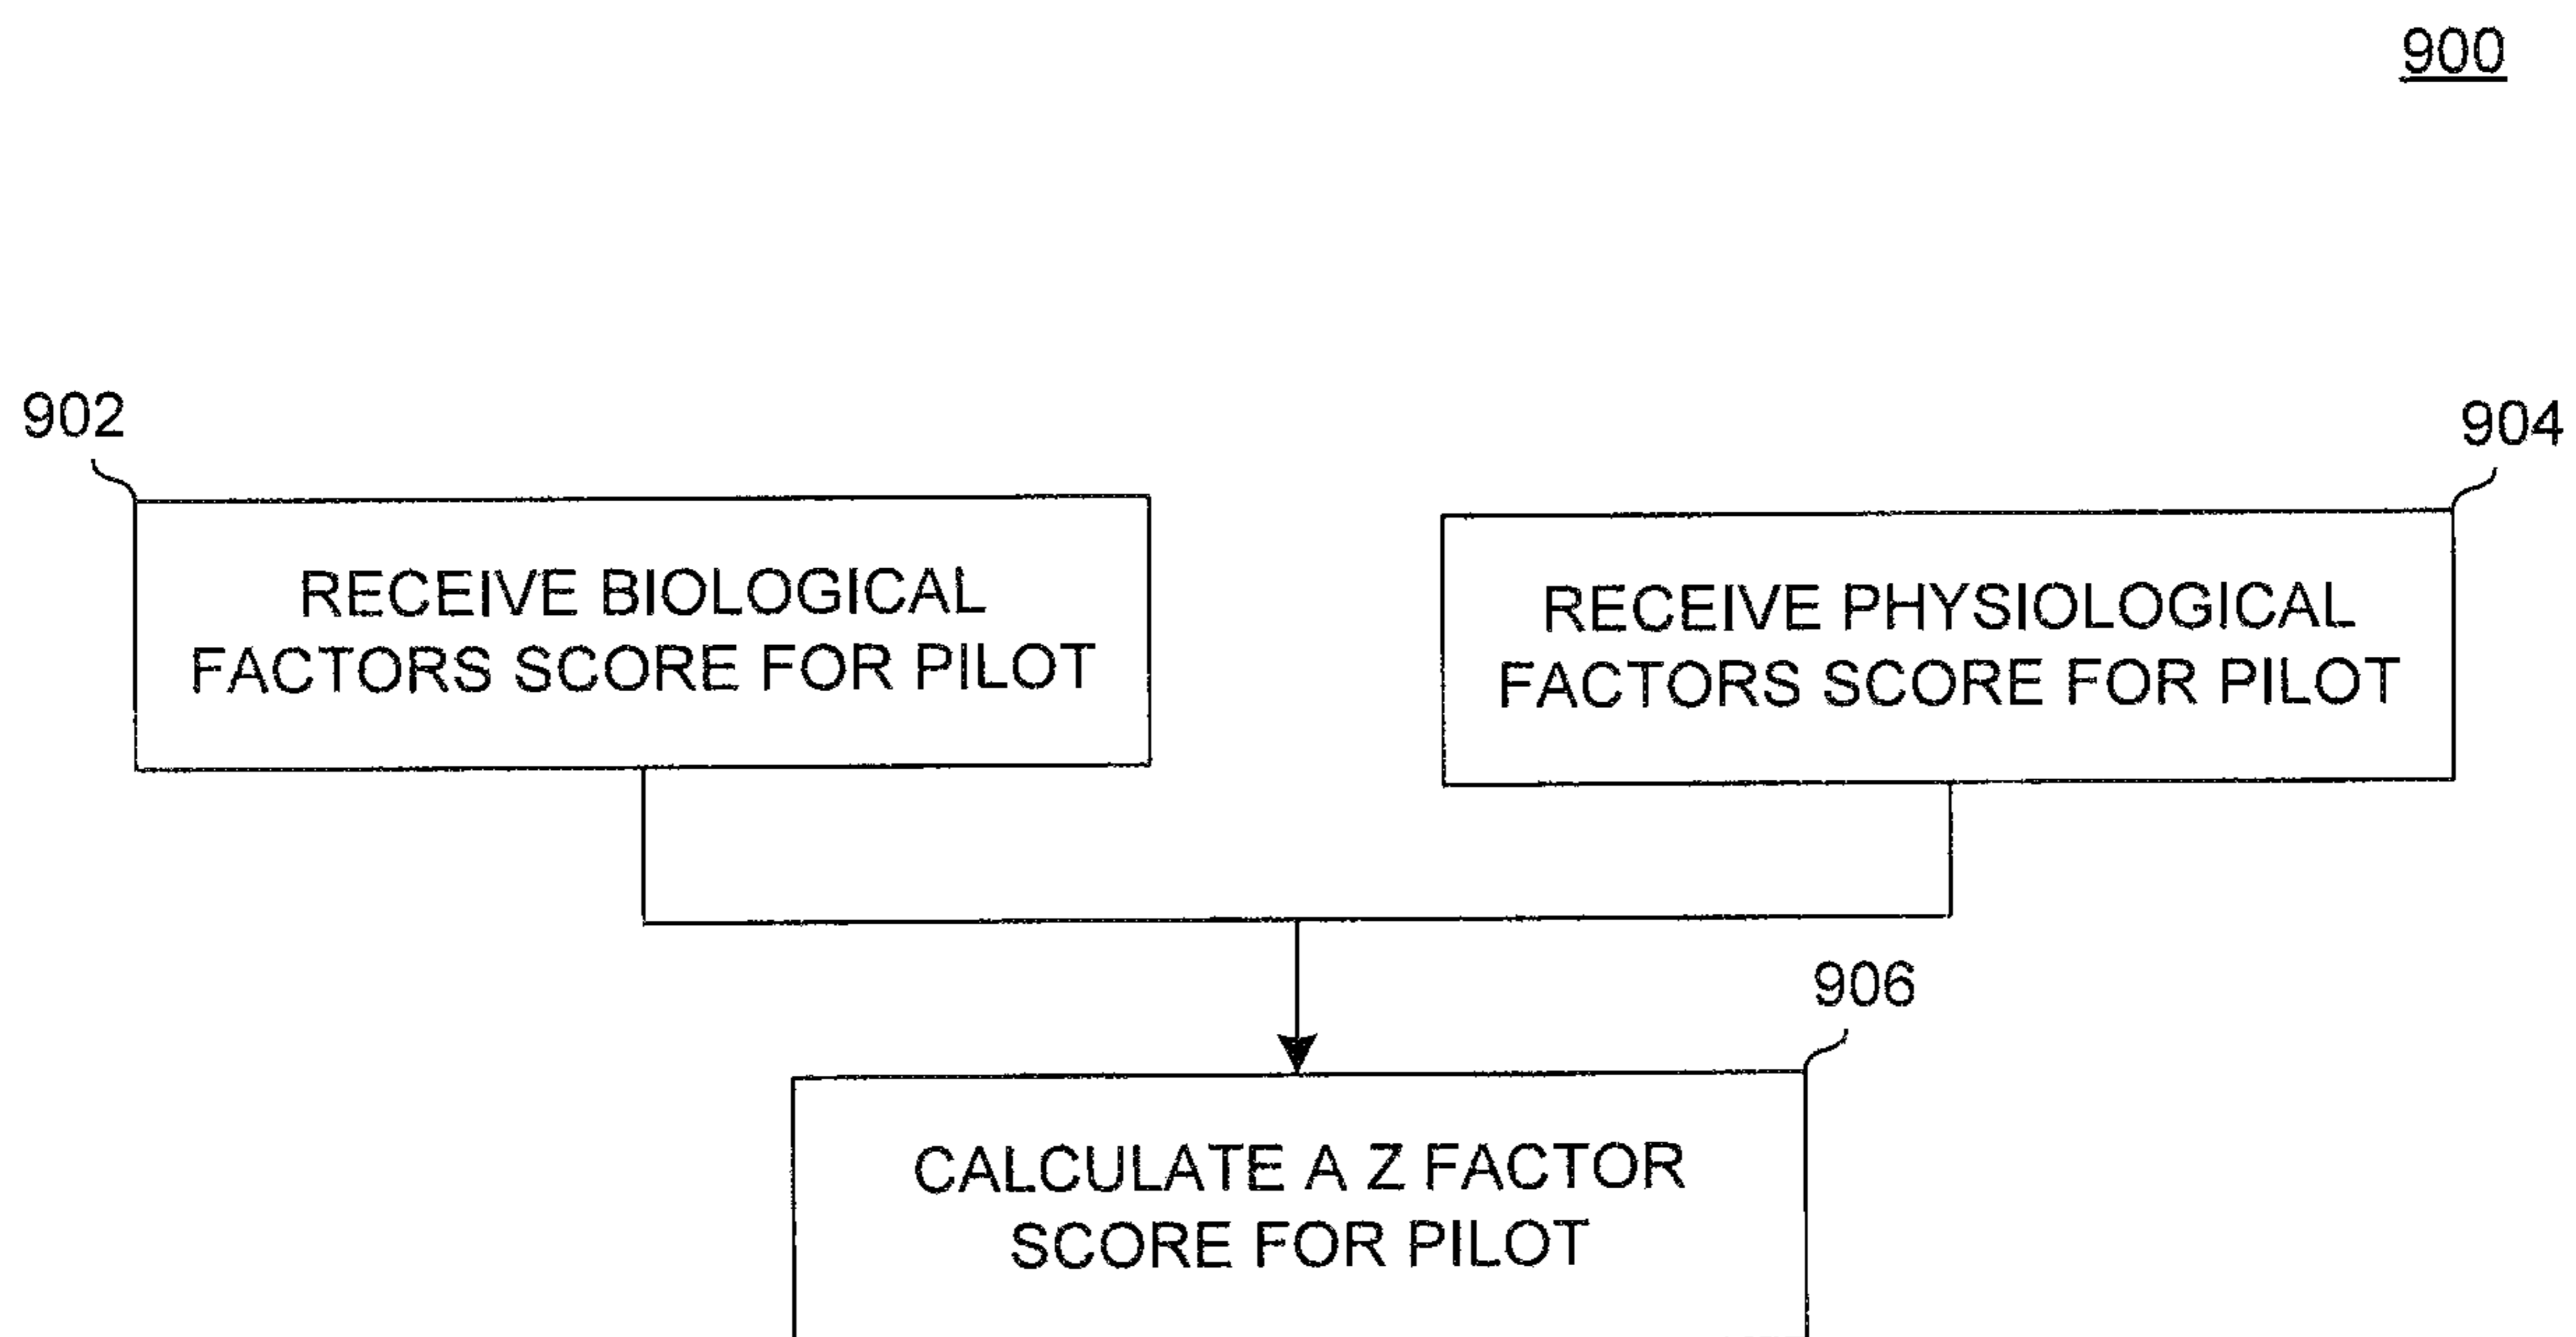 900
902
904
RECEIVE BIOLOGICAL
FACTORS SCORE FOR PILOT
RECEIVE PHYSIOLOGICAL
FACTORS SCORE FOR PILOT
906
CALCULATE A Z FACTOR
SCORE FOR PILOT